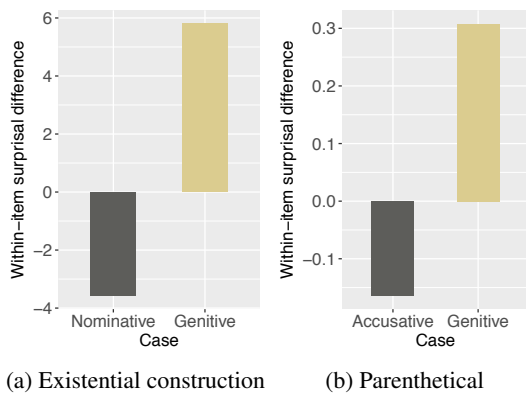 Within−item surprisal difference
6
4
2
0
−2
−4
Nominative Genitive
Case
(a) Existential construction
Within−item surprisal difference
0.3
0.2
0.1
0.0
−0.1
Accusative Genitive
Case
(b) Parenthetical